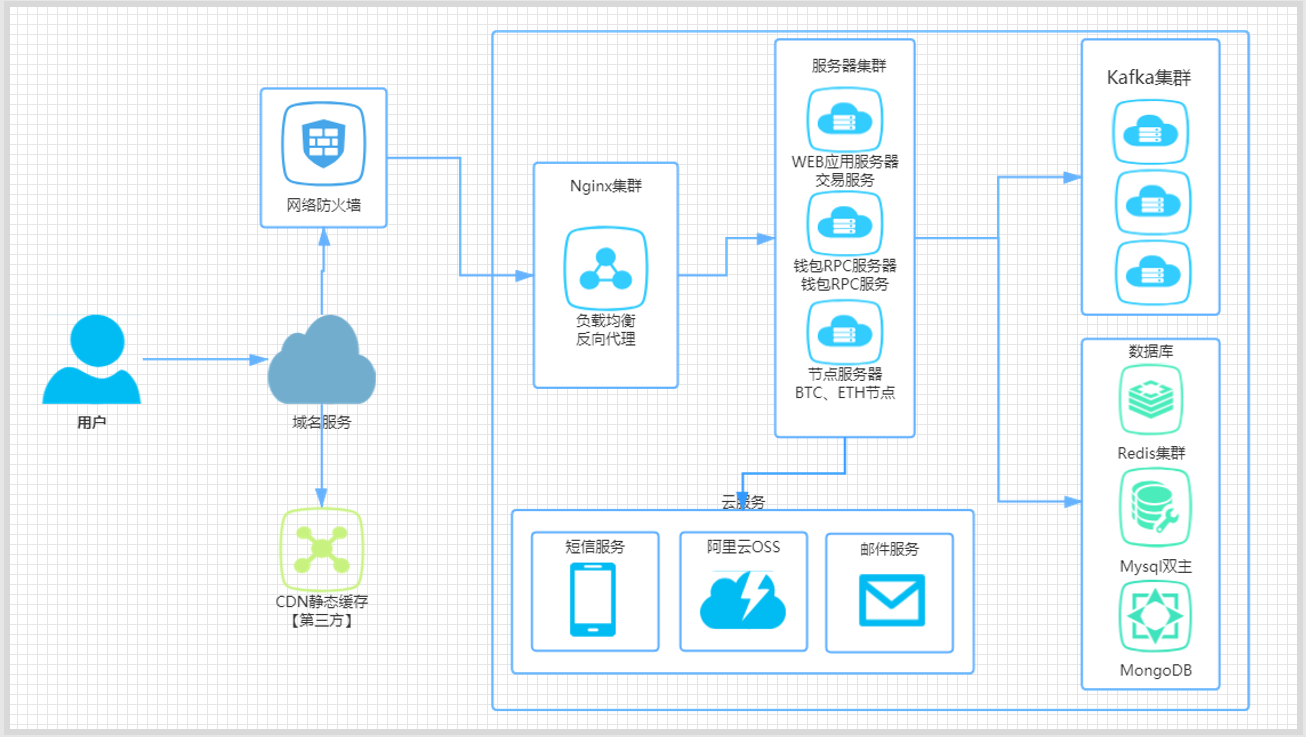 用户
域名服务
网络防火墙
CDN静态缓存
【第三方】
Nginx集群
负载均衡
反向代理
服务器集群
WEB应用服务器
交易服务
钱包RPC服务器
钱包RPC服务
节点服务器
BTC、ETH节点
云服务
短信服务
阿里云OSS
邮件服务
Kafka集群
数据库
Redis集群
Mysql双主
MongoDB